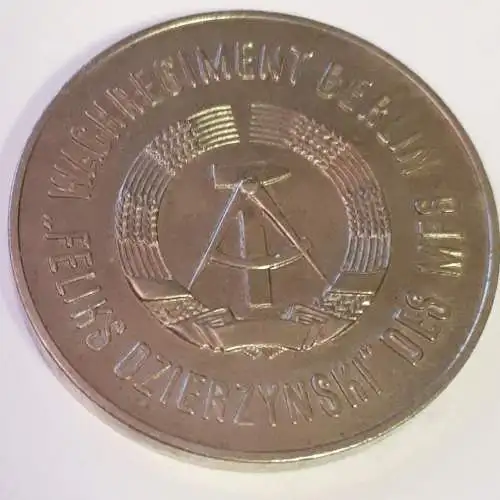 WACHREGIMENT BERLIN
"FELIKS DZIERZYNSKI" DES MFS